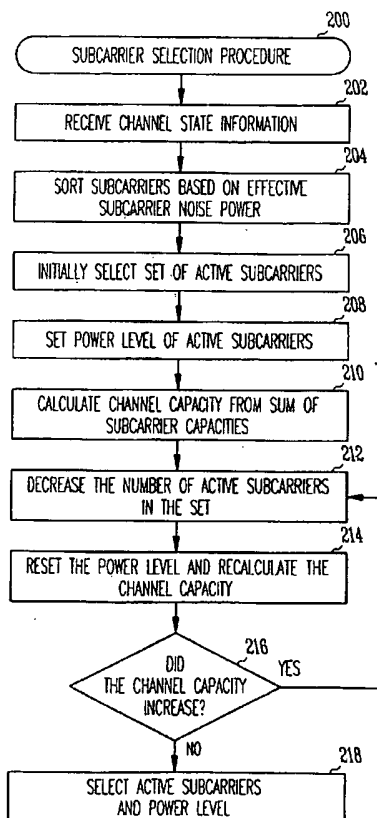 200
SUBCARRIER SELECTION PROCEDURE
202
RECEIVE CHANNEL STATE INFORMATION
204
SORT SUBCARRIERS BASED ON EFFECTIVE
SUBCARRIER NOISE POWER
206
INITIALLY SELECT SET OF ACTIVE SUBCARRIERS
208
SET POWER LEVEL OF ACTIVE SUBCARRIERS
210
CALCULATE CHANNEL CAPACITY FROM SUM OF
SUBCARRIER CAPACITIES
212
DECREASE THE NUMBER OF ACTIVE SUBCARRIERS
IN THE SET
214
RESET THE POWER LEVEL AND RECALCULATE THE
CHANNEL CAPACITY
216
DID
THE CHANNEL CAPACITY
INCREASE?
YES
NO
218
SELECT ACTIVE SUBCARRIERS
AND POWER LEVEL